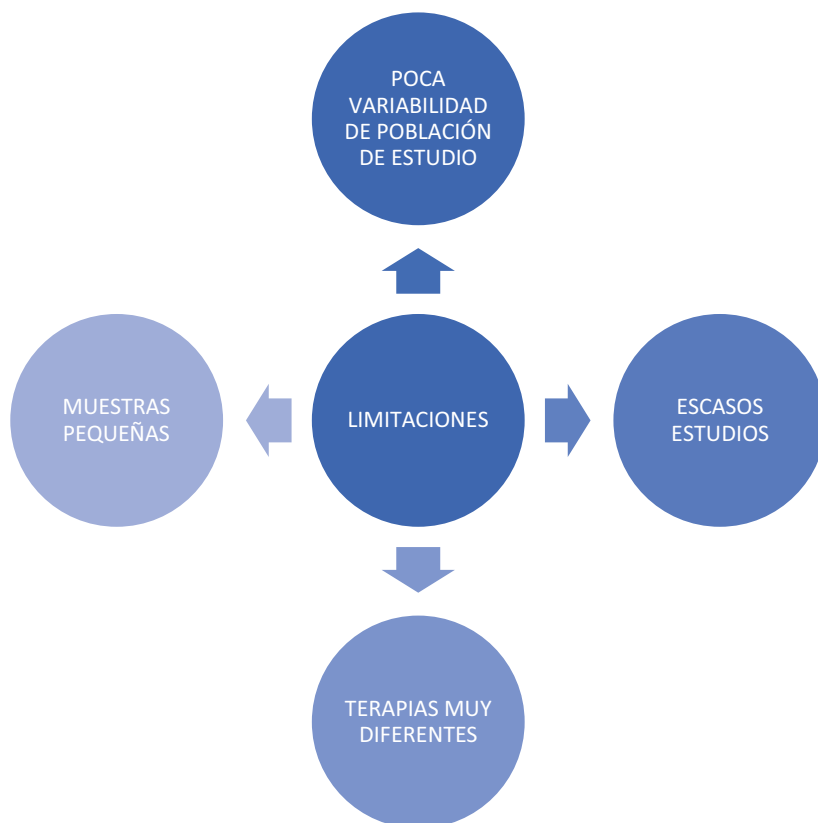 POCA
VARIABILIDAD
DE POBLACIÓN
DE ESTUDIO
MUESTRAS
PEQUEÑAS
LIMITACIONES
ESCASOS
ESTUDIOS
TERAPIAS MUY
DIFERENTES